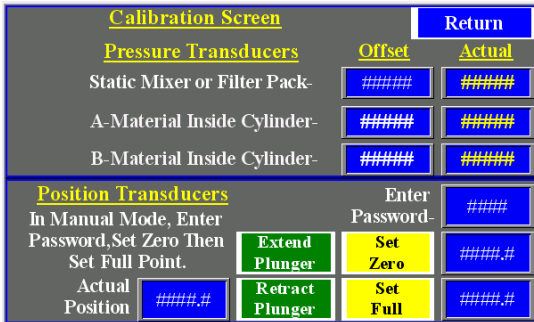 Calibration Screen Return
Pressure Transducers Offset Actual
Static Mixer or Filter Pack- ##### #####
A-Material Inside Cylinder- ##### #####
B-Material Inside Cylinder- ##### #####
Position Transducers
In Manual Mode, Enter
Password,Set Zero Then
Set Full Point.
Enter
Password- ####
Extend
Plunger
Set
Zero
####.#
Actual
Position ####.#
Retract
Plunger
Set
Full
####.#